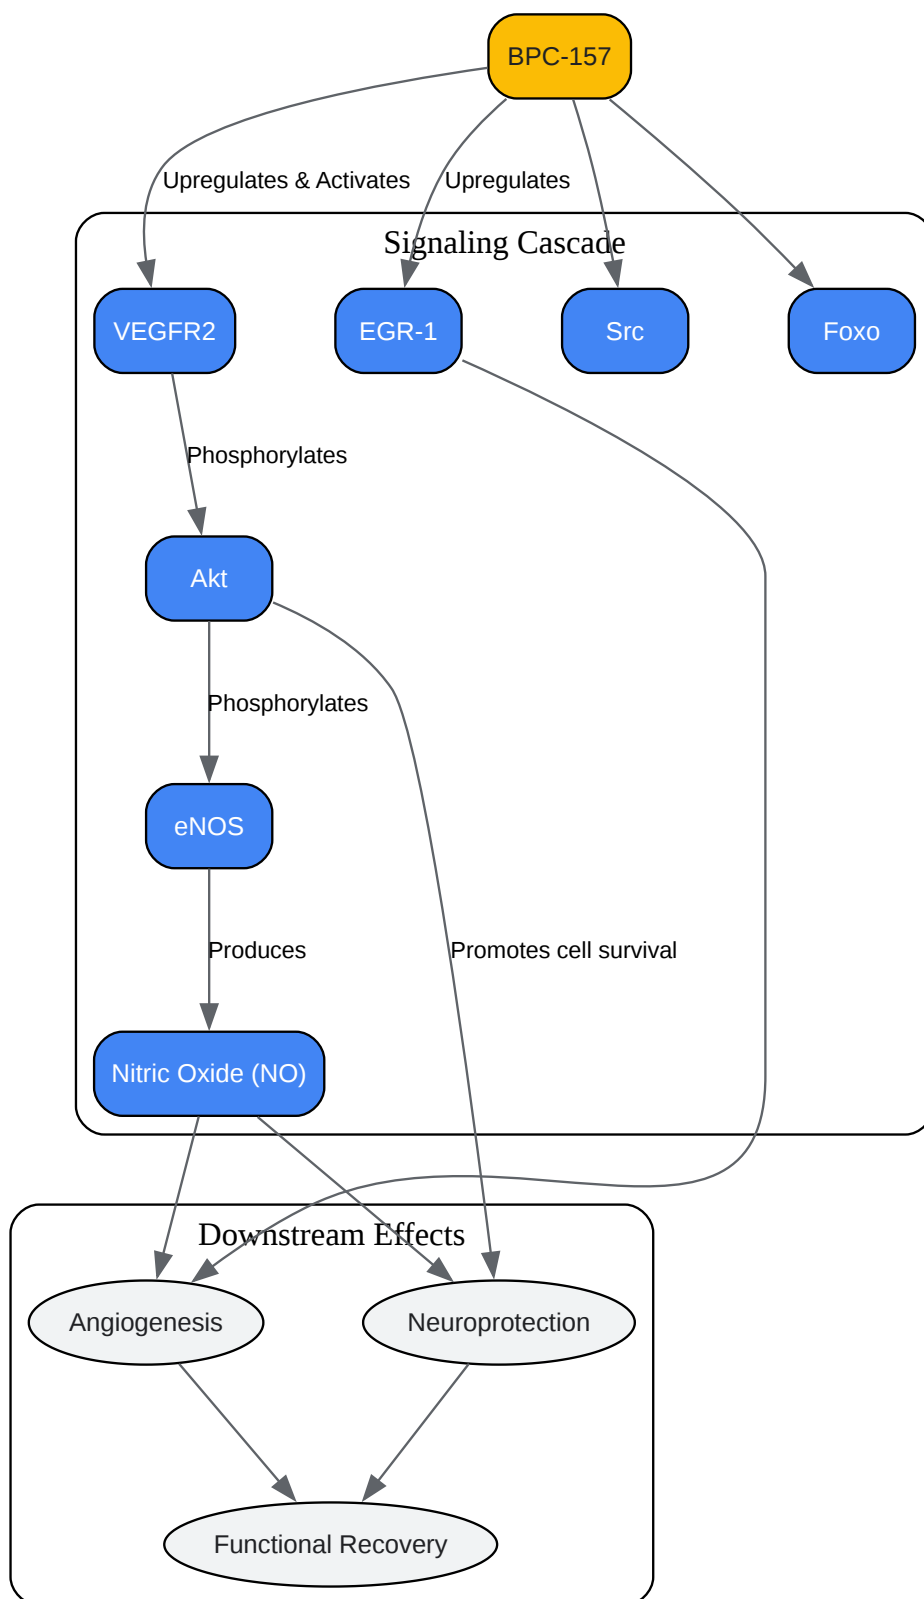 BPC-157
Upregulates & Activates
Upregulates
Signaling Cascade
VEGFR2
EGR-1
Src
Foxo
Phosphorylates
Akt
Phosphorylates
eNOS
Produces
Promotes cell survival
Nitric Oxide (NO)
Downstream Effects
Angiogenesis
Neuroprotection
Functional Recovery